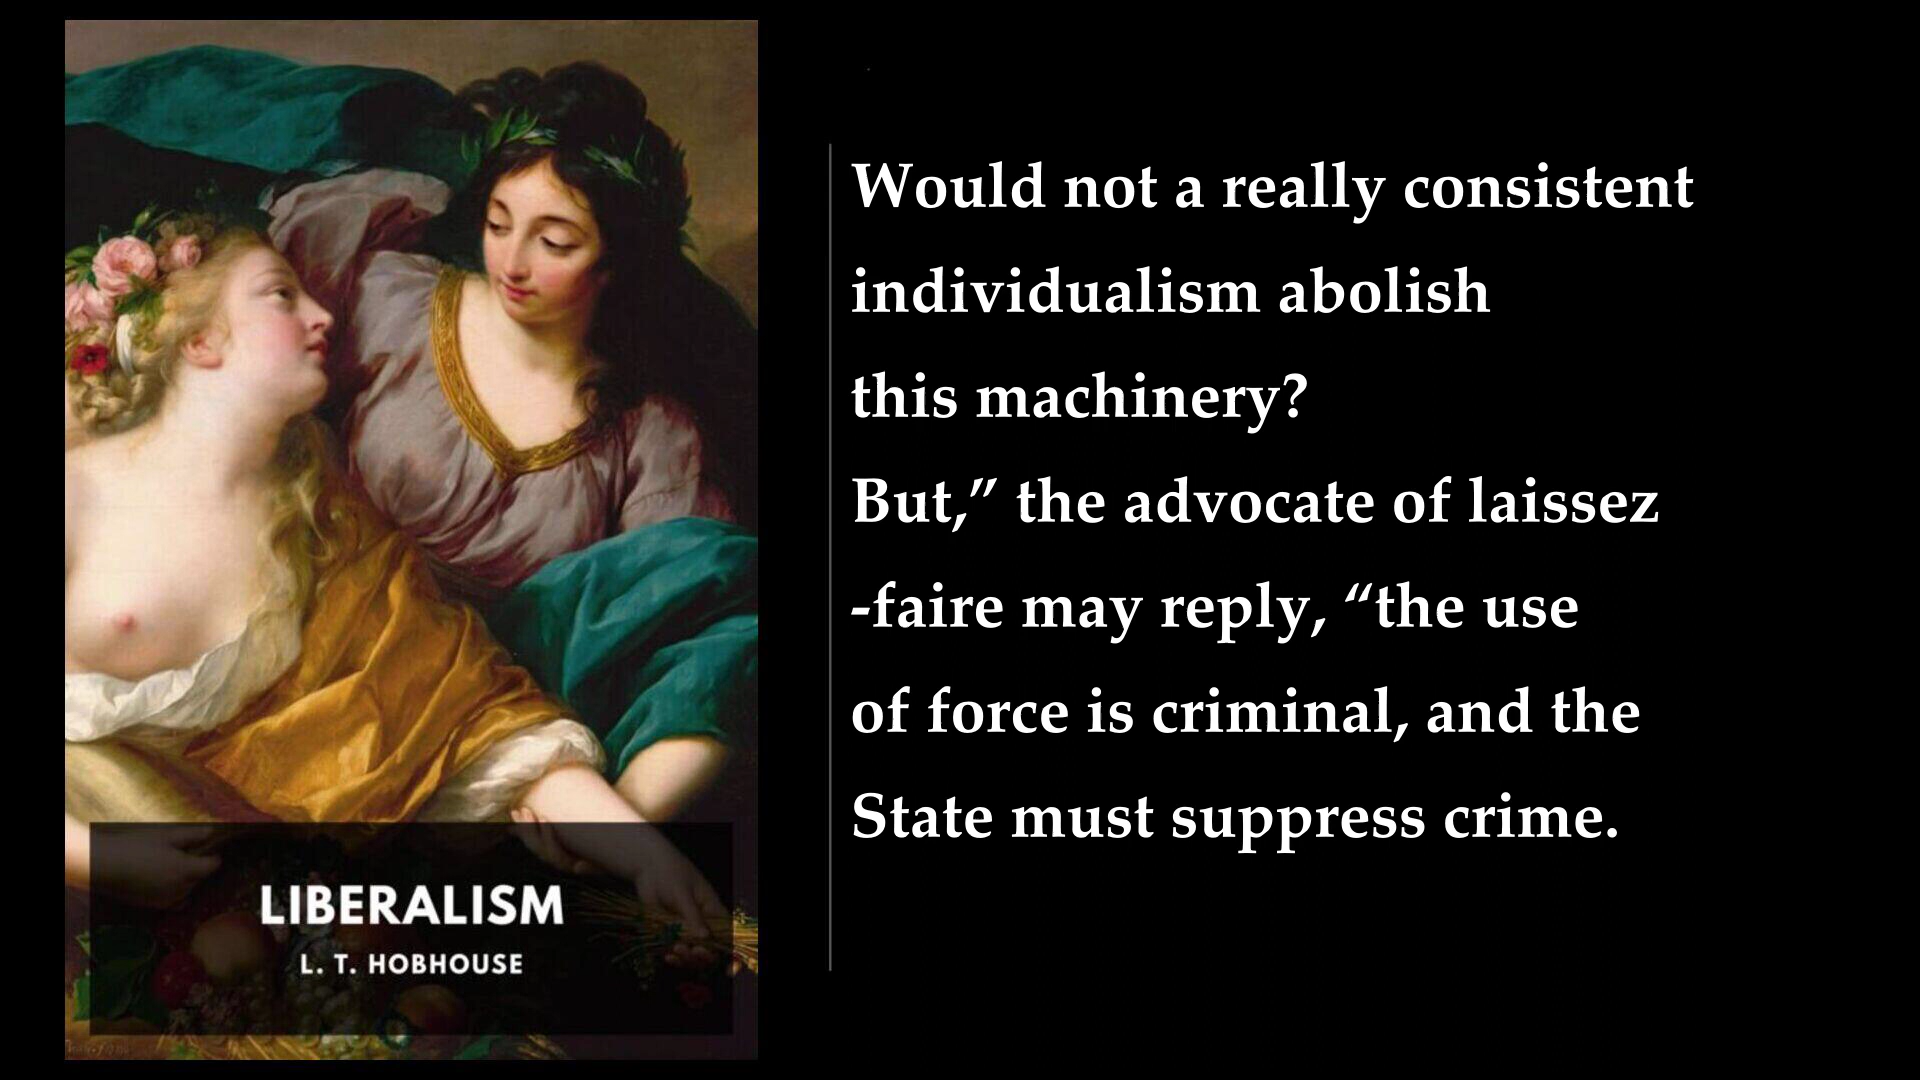 LIBERALISM
L. T. HOBHOUSE
Would not a really consistent
individualism abolish
this machinery?
But,” the advocate of laissez
-faire may reply, “the use
of force is criminal, and the
State must suppress crime.